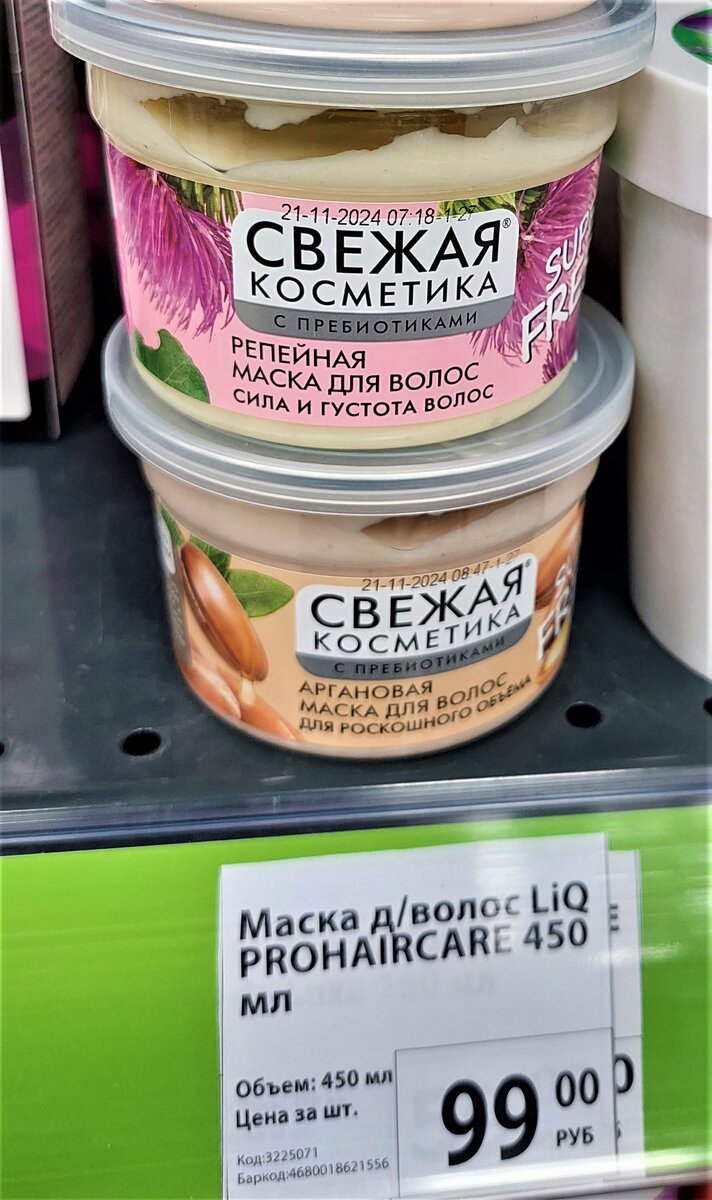 21-11-2024 07:18-1-27
СВЕЖАЯ®
КОСМЕТИКА
С ПРЕБИОТИКАМИ
РЕПЕЙНАЯ
МАСКА ДЛЯ ВОЛОС
СИЛА И ГУСТОТА ВОЛОС
21-11-2024 08:47-1-27
СВЕЖАЯ®
КОСМЕТИКА
С ПРЕБИОТИКАМИ
АРГАНОВАЯ
МАСКА ДЛЯ ВОЛОС
ДЛЯ РОСКОШНОГО ОБЪЁМА
Маска д/волос LiQ
PROHAIRCARE 450
мл
Объем: 450 мл
Цена за шт.
Код:3225071
Баркод:4680018621556
99 00
РУБ